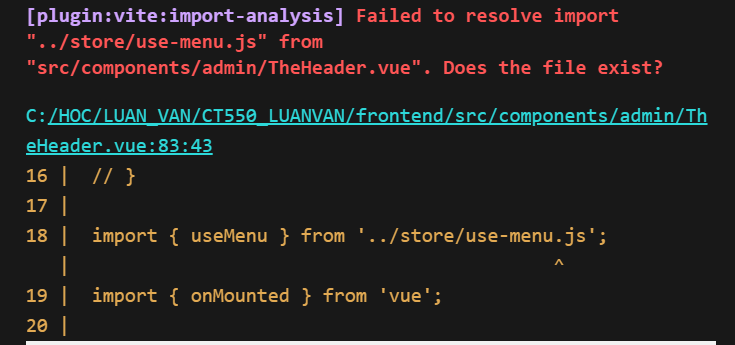 [plugin:vite:import-analysis] Failed to resolve import
"../store/use-menu.js" from
"src/components/admin/TheHeader.vue". Does the file exist?
C:/HOC/LUAN_VAN/CT550_LUANVAN/frontend/src/components/admin/Th
eHeader.vue:83:43
16 |  // }
17 |
18 |  import { useMenu } from '../store/use-menu.js';
   |                                            ^
19 |  import { onMounted } from 'vue';
20 |